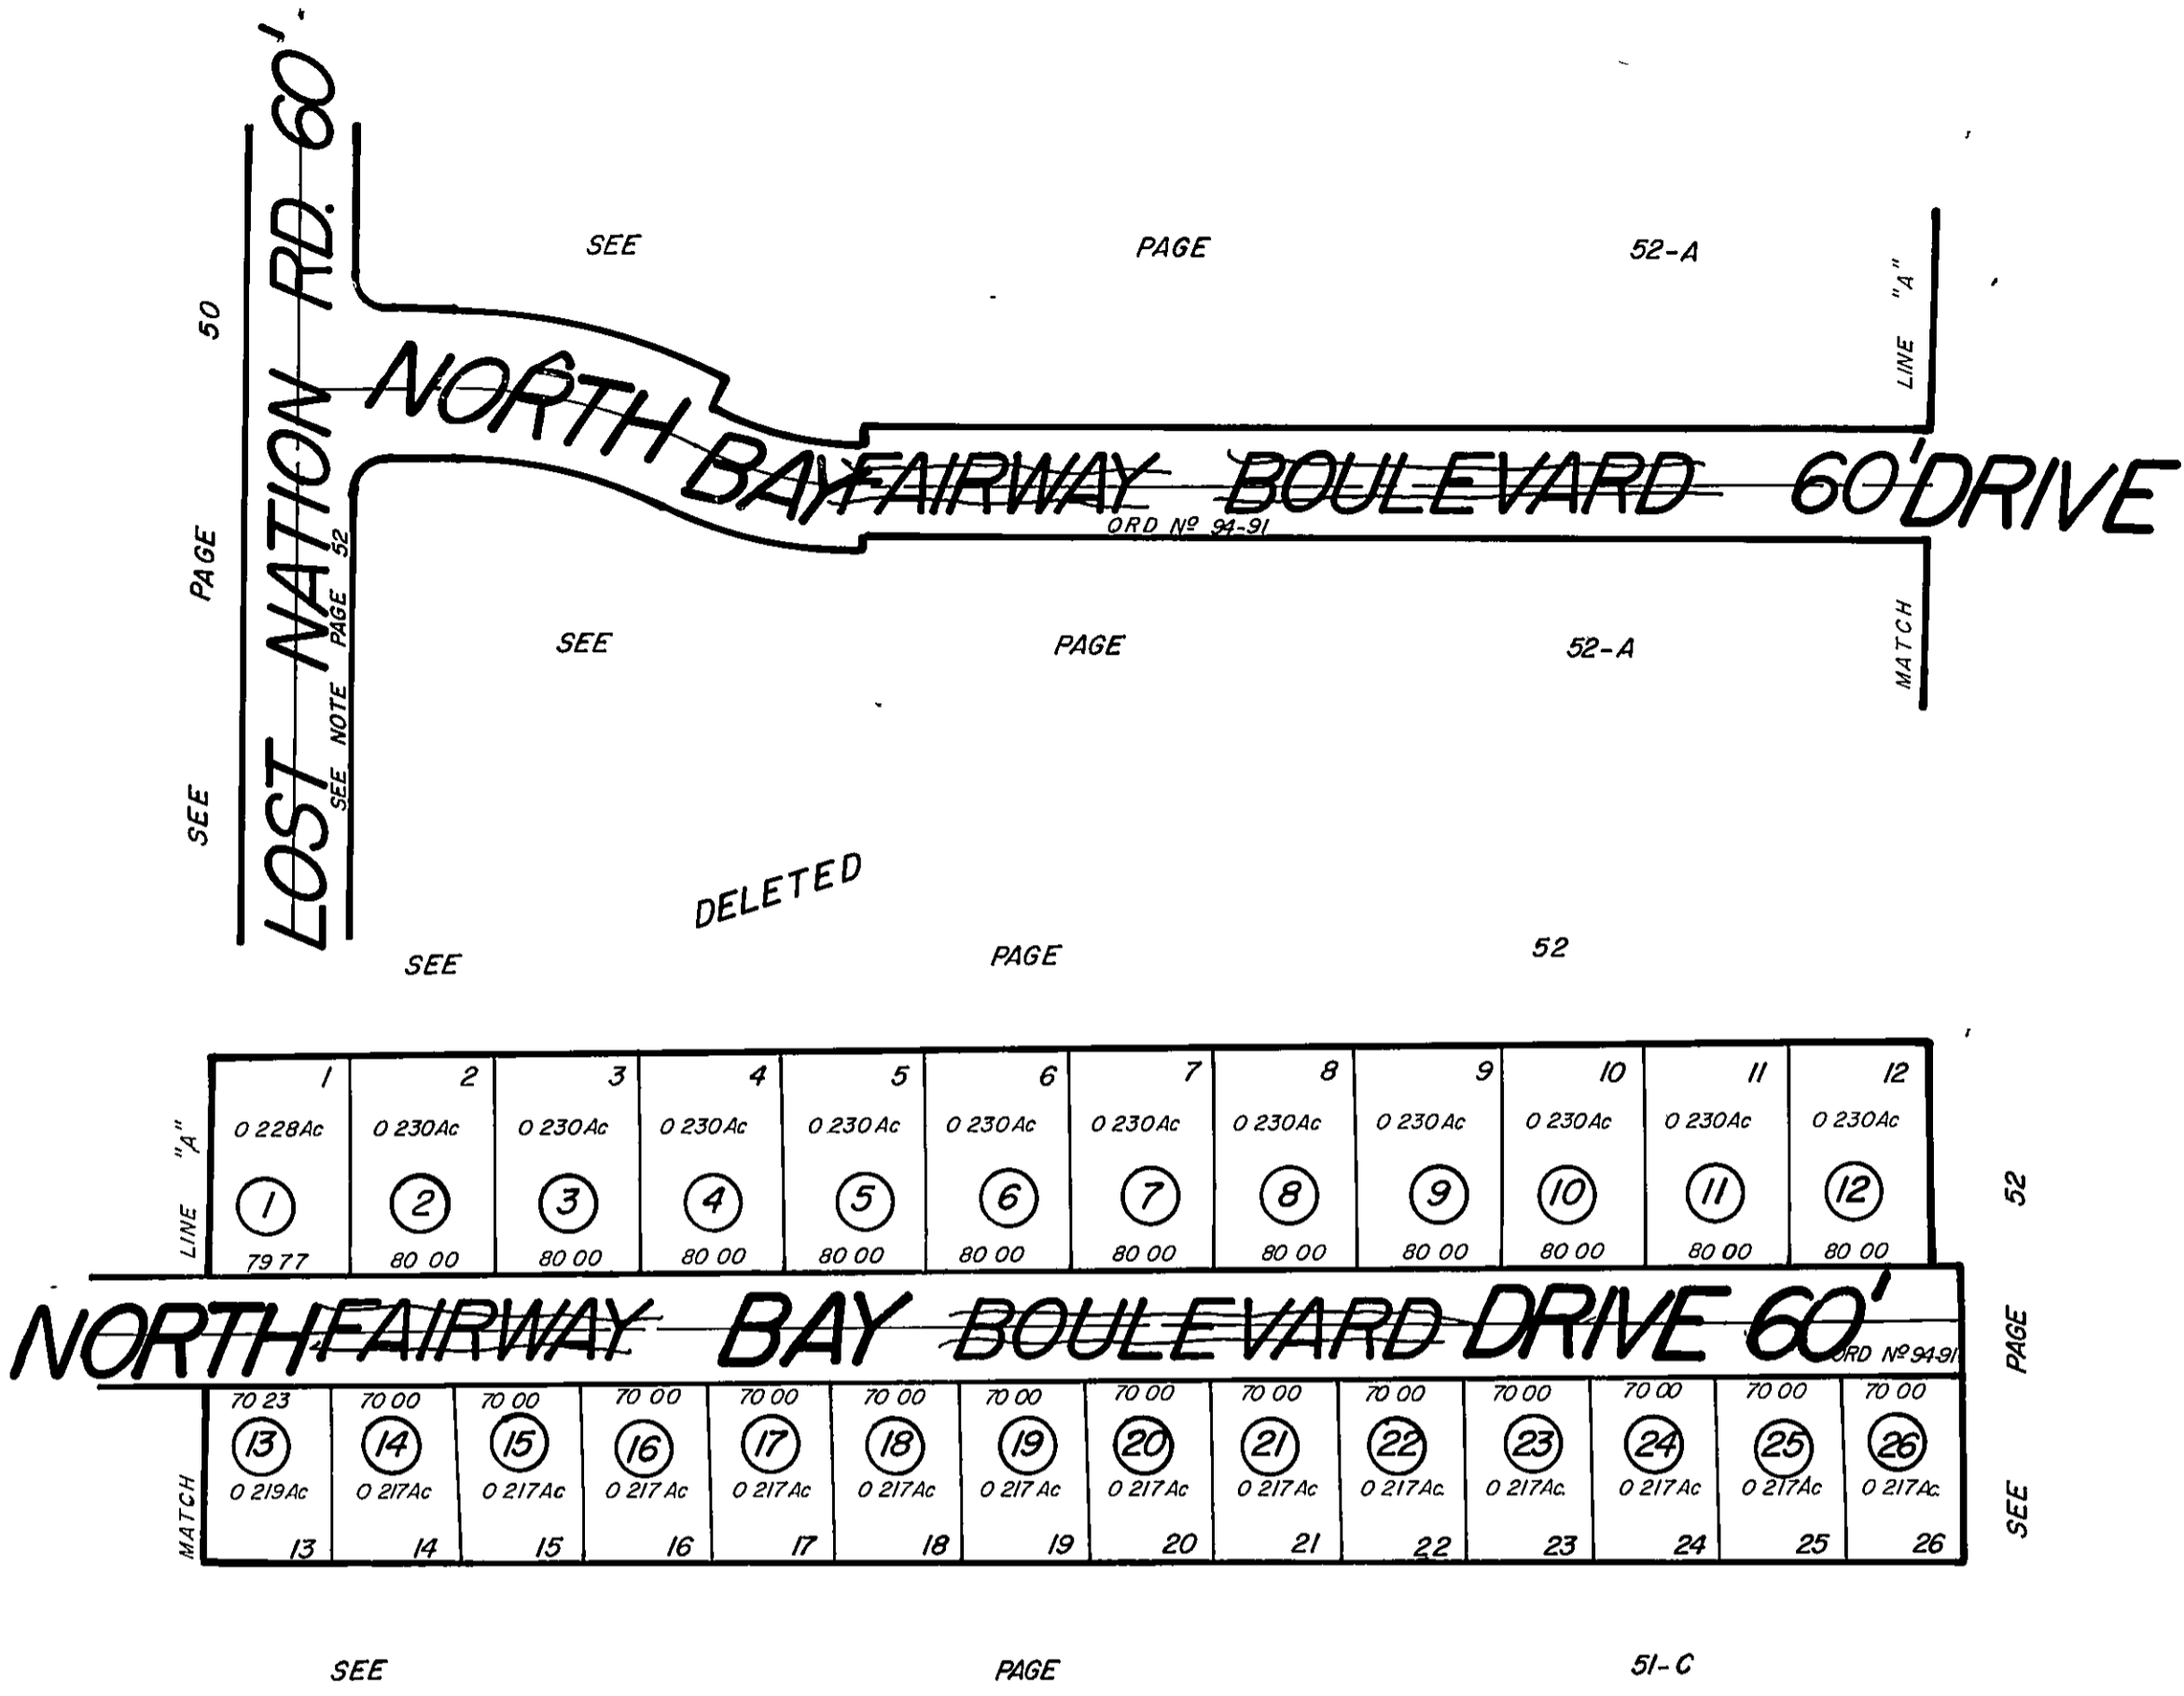 LOST NATION RD. 60'
SEE NOTE PAGE 52
SEE PAGE 50
SEE PAGE 52-A
LINE "A"
NORTH BAY FAIRWAY BOULEVARD 60' DRIVE
ORD Nº 94-91
SEE PAGE 52-A
MATCH
DELETED
SEE PAGE 52
1 2 3 4 5 6 7 8 9 10 11 12
0 228Ac 0 230Ac 0 230Ac 0 230Ac 0 230Ac 0 230Ac 0 230Ac 0 230Ac 0 230Ac 0 230Ac 0 230Ac 0 230Ac
LINE "A"
1 2 3 4 5 6 7 8 9 10 11 12
79 77 80 00 80 00 80 00 80 00 80 00 80 00 80 00 80 00 80 00 80 00 80 00
NORTH FAIRWAY BAY BOULEVARD DRIVE 60'
ORD Nº 94-91
SEE PAGE 52
70 23 70 00 70 00 70 00 70 00 70 00 70 00 70 00 70 00 70 00 70 00 70 00 70 00 70 00
13 14 15 16 17 18 19 20 21 22 23 24 25 26
0 219Ac 0 217Ac 0 217Ac 0 217Ac 0 217Ac 0 217Ac 0 217Ac 0 217Ac 0 217Ac 0 217Ac. 0 217Ac. 0 217Ac 0 217Ac 0 217Ac.
MATCH
13 14 15 16 17 18 19 20 21 22 23 24 25 26
SEE PAGE 51-C